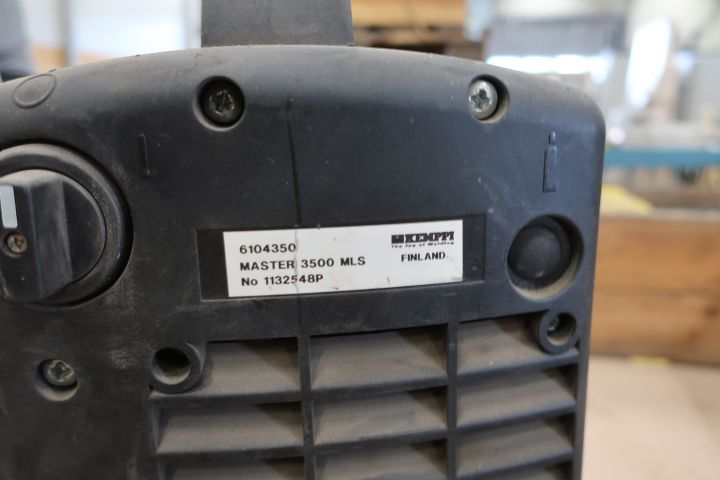 6104350
KEMPPI
The Joy of Welding
MASTER 3500 MLS
FINLAND
No 1132548P